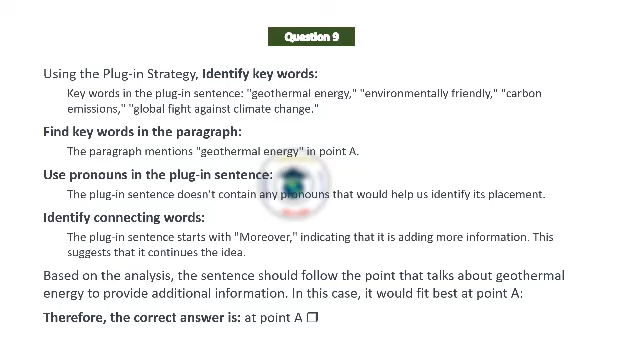 Question 9
Using the Plug-in Strategy, Identify key words:
Key words in the plug-in sentence: "geothermal energy," "environmentally friendly," "carbon
emissions," "global fight against climate change."
Find key words in the paragraph:
The paragraph mentions "geothermal energy" in point A.
Use pronouns in the plug-in sentence:
The plug-in sentence doesn't contain any pronouns that would help us identify its placement.
Identify connecting words:
The plug-in sentence starts with "Moreover," indicating that it is adding more information. This
suggests that it continues the idea.
Based on the analysis, the sentence should follow the point that talks about geothermal
energy to provide additional information. In this case, it would fit best at point A:
Therefore, the correct answer is: at point A ❒